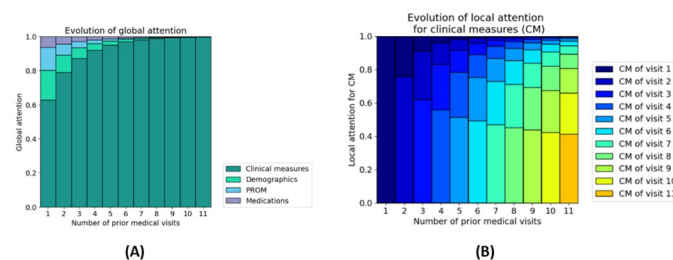 Evolution of global attention
1.0
0.8
0.6
0.4
0.2
0.0
Global attention
1 2 3 4 5 6 7 8 9 10 11
Number of prior medical visits
Clinical measures
Demographics
PROM
Medications
(A)
Evolution of local attention
for clinical measures (CM)
1.0
0.8
0.6
0.4
0.2
0.0
Local attention for CM
1 2 3 4 5 6 7 8 9 10 11
Number of prior medical visits
CM of visit 1
CM of visit 2
CM of visit 3
CM of visit 4
CM of visit 5
CM of visit 6
CM of visit 7
CM of visit 8
CM of visit 9
CM of visit 10
CM of visit 11
(B)